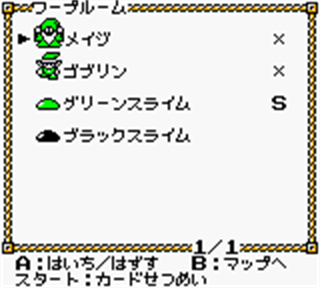 ワープルーム
メイジ ×
ゴブリン ×
グリーンスライム S
ブラックスライム
1/1
A:はいち/はずす B:マップへ
スタート:カードせつめい